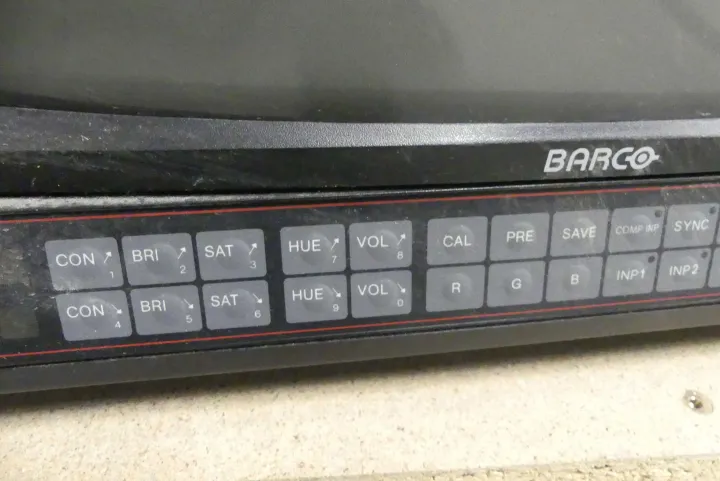 BARCO
CON 1 BRI 2 SAT 3 HUE 7 VOL 8 CAL PRE SAVE COMP INP SYNC
CON 4 BRI 5 SAT 6 HUE 9 VOL 0 R G B INP1 INP2